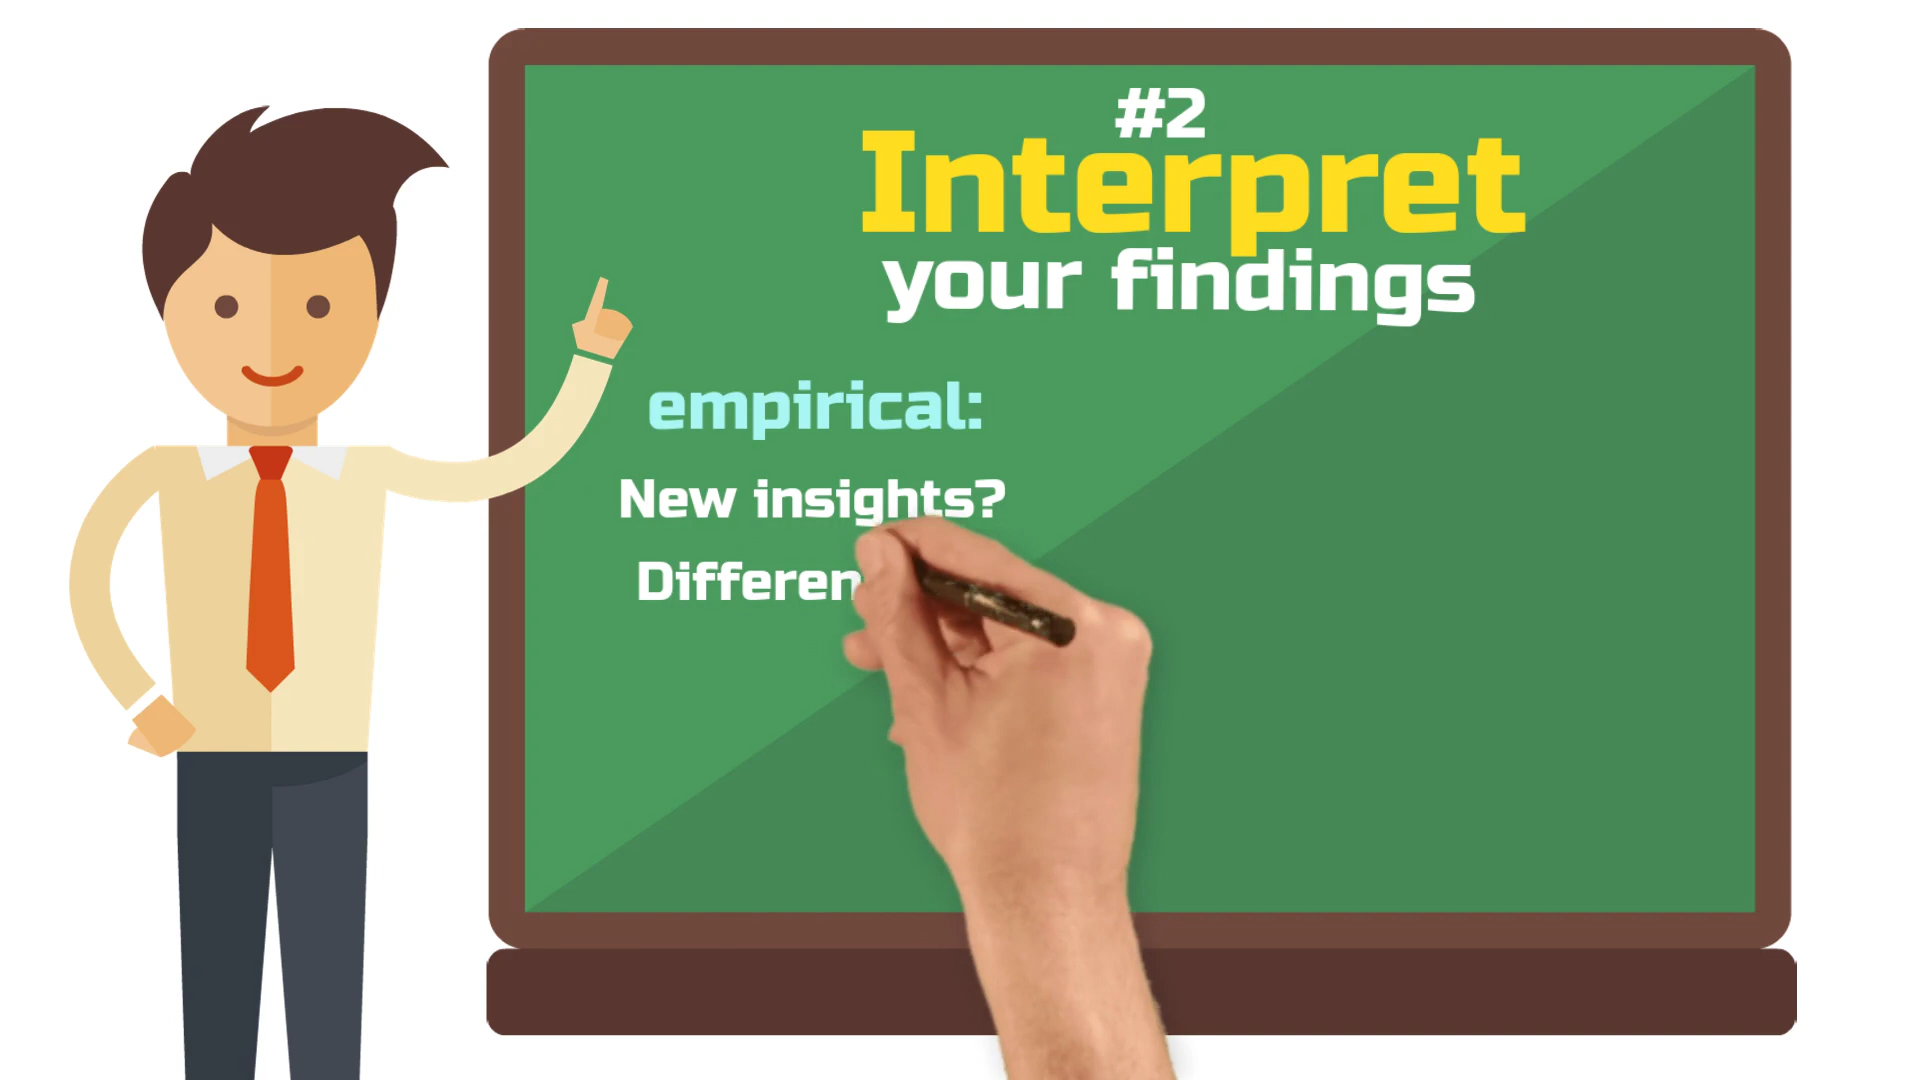 #2
Interpret
your findings
empirical:
New insights?
Differen